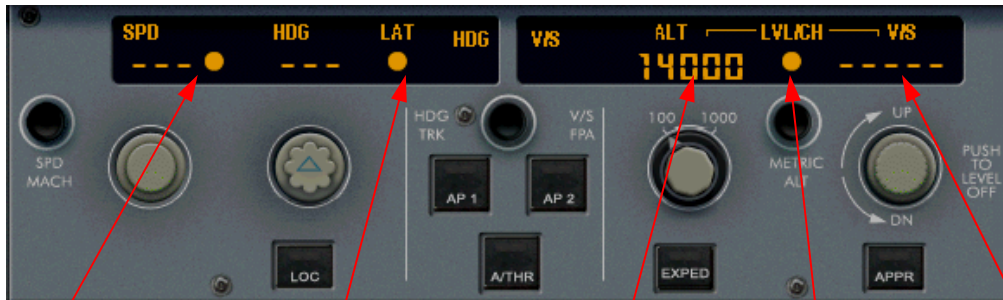 SPD HDG LAT HDG V/S ALT LVL/CH V/S
--- --- 14000 -----
HDG V/S 100 1000 UP
TRK FPA
SPD MACH
METRIC ALT
PUSH TO LEVEL OFF
AP 1 AP 2
DN
LOC A/THR EXPED APPR